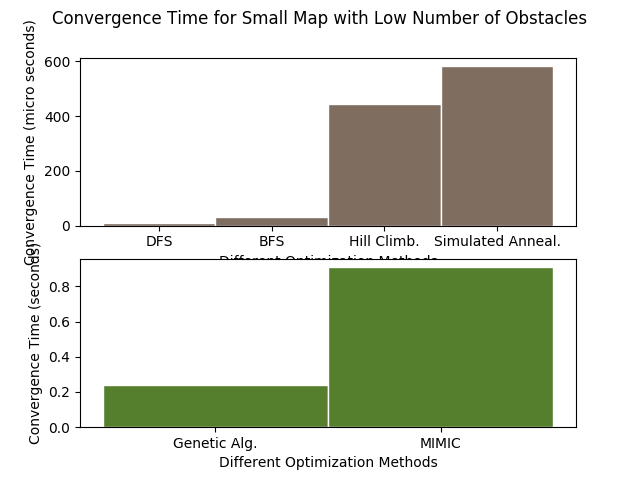 Convergence Time for Small Map with Low Number of Obstacles
Convergence Time (micro seconds)
600
400
200
0
DFS BFS Hill Climb. Simulated Anneal.
Different Optimization Methods
Convergence Time (seconds)
0.8
0.6
0.4
0.2
0.0
Genetic Alg. MIMIC
Different Optimization Methods